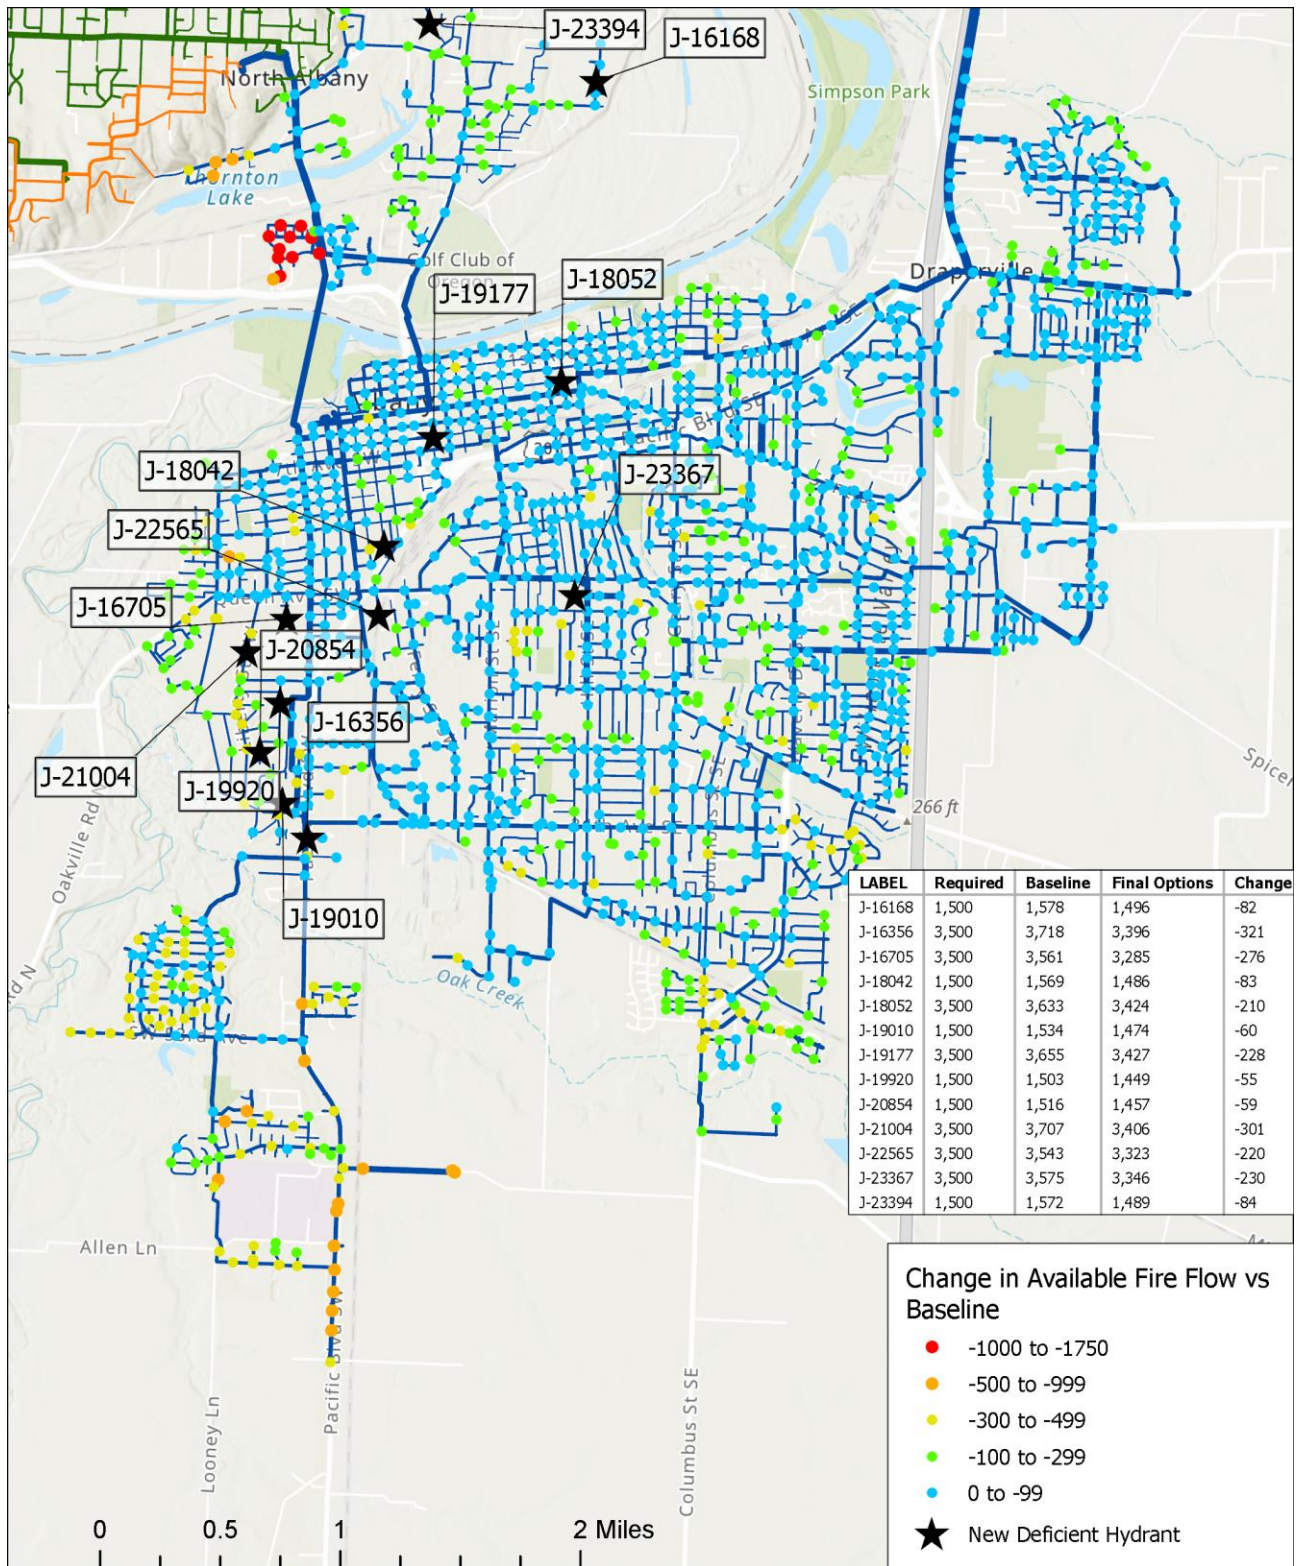 J-23394
J-16168
North Albany
Simpson Park
Thornton
Lake
Golf Club of
Oregon
Draperville
J-19177
J-18052
Pacific Blvd SE
J-18042
J-23367
J-22565
J-16705
J-20854
J-16356
J-21004
J-19920
Oakville Rd N
Spicer
266 ft
J-19010
Oak Creek
SW 53rd Ave
LABEL Required Baseline Final Options Change
J-16168 1,500 1,578 1,496 -82
J-16356 3,500 3,718 3,396 -321
J-16705 3,500 3,561 3,285 -276
J-18042 1,500 1,569 1,486 -83
J-18052 3,500 3,633 3,424 -210
J-19010 1,500 1,534 1,474 -60
J-19177 3,500 3,655 3,427 -228
J-19920 1,500 1,503 1,449 -55
J-20854 1,500 1,516 1,457 -59
J-21004 3,500 3,707 3,406 -301
J-22565 3,500 3,543 3,323 -220
J-23367 3,500 3,575 3,346 -230
J-23394 1,500 1,572 1,489 -84
Allen Ln
Looney Ln
Pacific Blvd SW
Columbus St SE
Change in Available Fire Flow vs
Baseline
-1000 to -1750
-500 to -999
-300 to -499
-100 to -299
0 to -99
New Deficient Hydrant
0 0.5 1 2 Miles